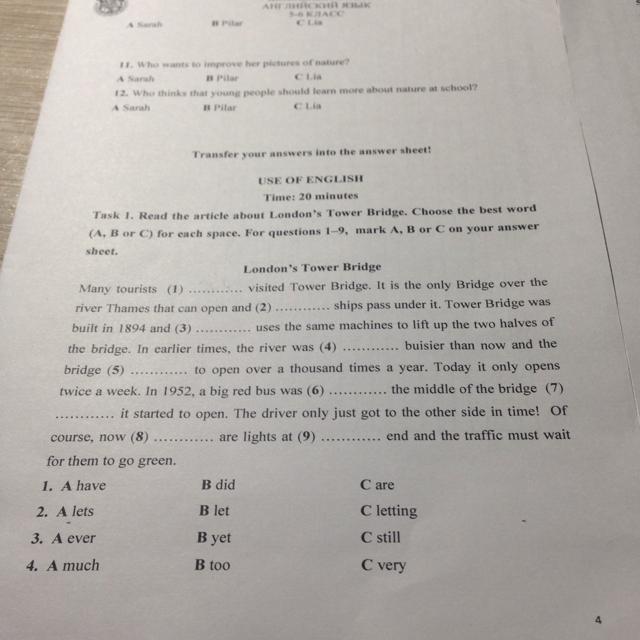 АНГЛИЙСКИЙ ЯЗЫК
5-6 КЛАСС
A Sarah B Pilar C Lia
11. Who wants to improve her pictures of nature?
A Sarah B Pilar C Lia
12. Who thinks that young people should learn more about nature at school?
A Sarah B Pilar C Lia
Transfer your answers into the answer sheet!
USE OF ENGLISH
Time: 20 minutes
Task 1. Read the article about London's Tower Bridge. Choose the best word
(A, B or C) for each space. For questions 1–9, mark A, B or C on your answer
sheet.
London's Tower Bridge
Many tourists (1) ........... visited Tower Bridge. It is the only Bridge over the
river Thames that can open and (2) ............ ships pass under it. Tower Bridge was
built in 1894 and (3) ............ uses the same machines to lift up the two halves of
the bridge. In earlier times, the river was (4) ............ buisier than now and the
bridge (5) ............ to open over a thousand times a year. Today it only opens
twice a week. In 1952, a big red bus was (6) ............ the middle of the bridge (7)
............ it started to open. The driver only just got to the other side in time! Of
course, now (8) ............ are lights at (9) ............ end and the traffic must wait
for them to go green.
1. A have B did C are
2. A lets B let C letting
3. A ever B yet C still
4. A much B too C very
4